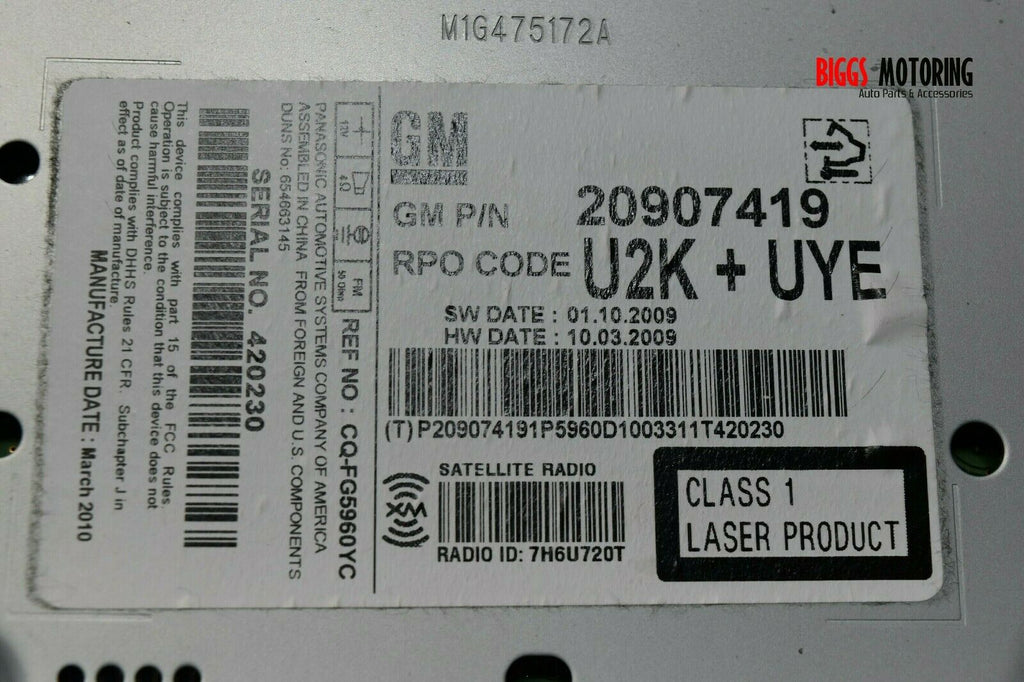 M1G475172A
BIGGS MOTORING
Auto Parts & Accessories
GM
GM P/N 20907419
RPO CODE U2K + UYE
SW DATE : 01.10.2009
HW DATE : 10.03.2009
(T)P209074191P5960D1003311T420230
SATELLITE RADIO
RADIO ID: 7H6U720T
CLASS 1
LASER PRODUCT
12V 4Ω FM 50 Ohm
REF NO : CQ-FG5960YC
PANASONIC AUTOMOTIVE SYSTEMS COMPANY OF AMERICA
ASSEMBLED IN CHINA FROM FOREIGN AND U.S. COMPONENTS
DUNS No: 654663145
SERIAL NO. 420230
This device complies with part 15 of the FCC Rules.
Operation is subject to the condition that this device does not
cause harmful interference.
Product complies with DHHS Rules 21 CFR. Subchapter J in
effect as of date of manufacture.
MANUFACTURE DATE : March 2010